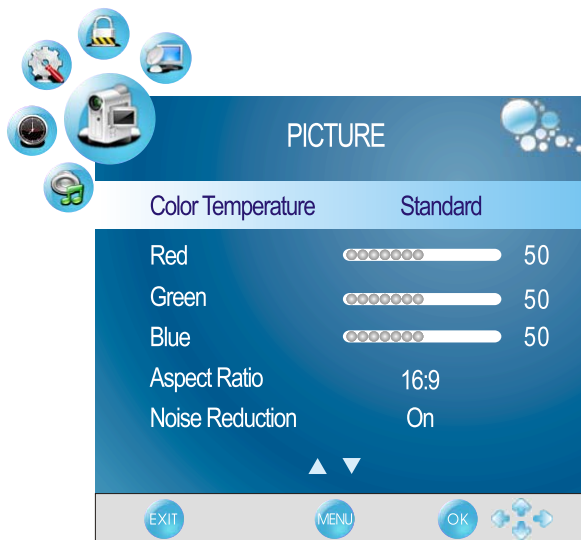 PICTURE
Color Temperature Standard
Red 50
Green 50
Blue 50
Aspect Ratio 16:9
Noise Reduction On
EXIT MENU OK